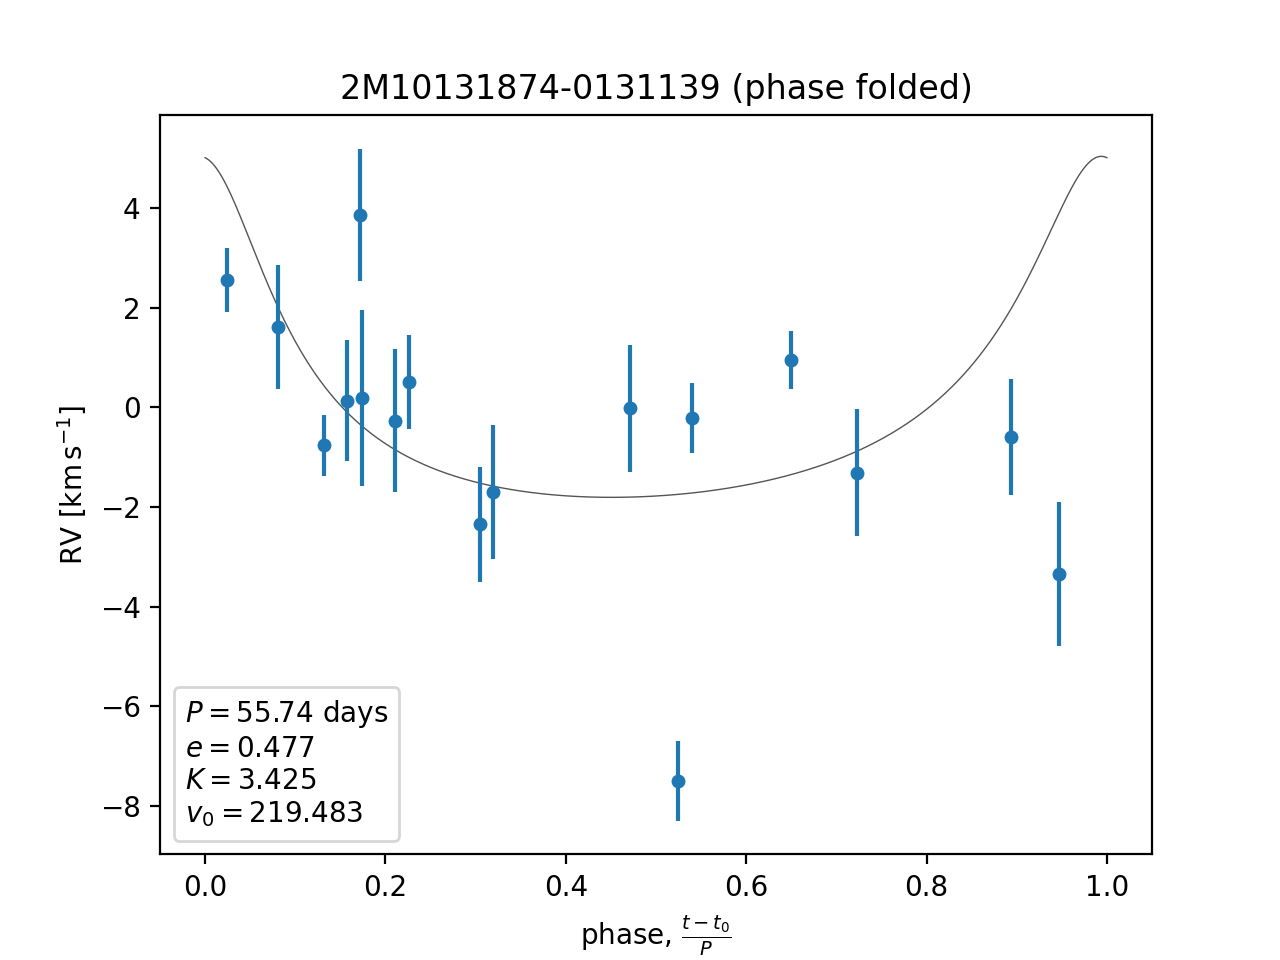 2M10131874-0131139 (phase folded)
RV [km s⁻¹]
4
2
0
−2
−4
−6
−8
P = 55.74 days
e = 0.477
K = 3.425
v₀ = 219.483
0.0 0.2 0.4 0.6 0.8 1.0
phase, (t − t₀)/P